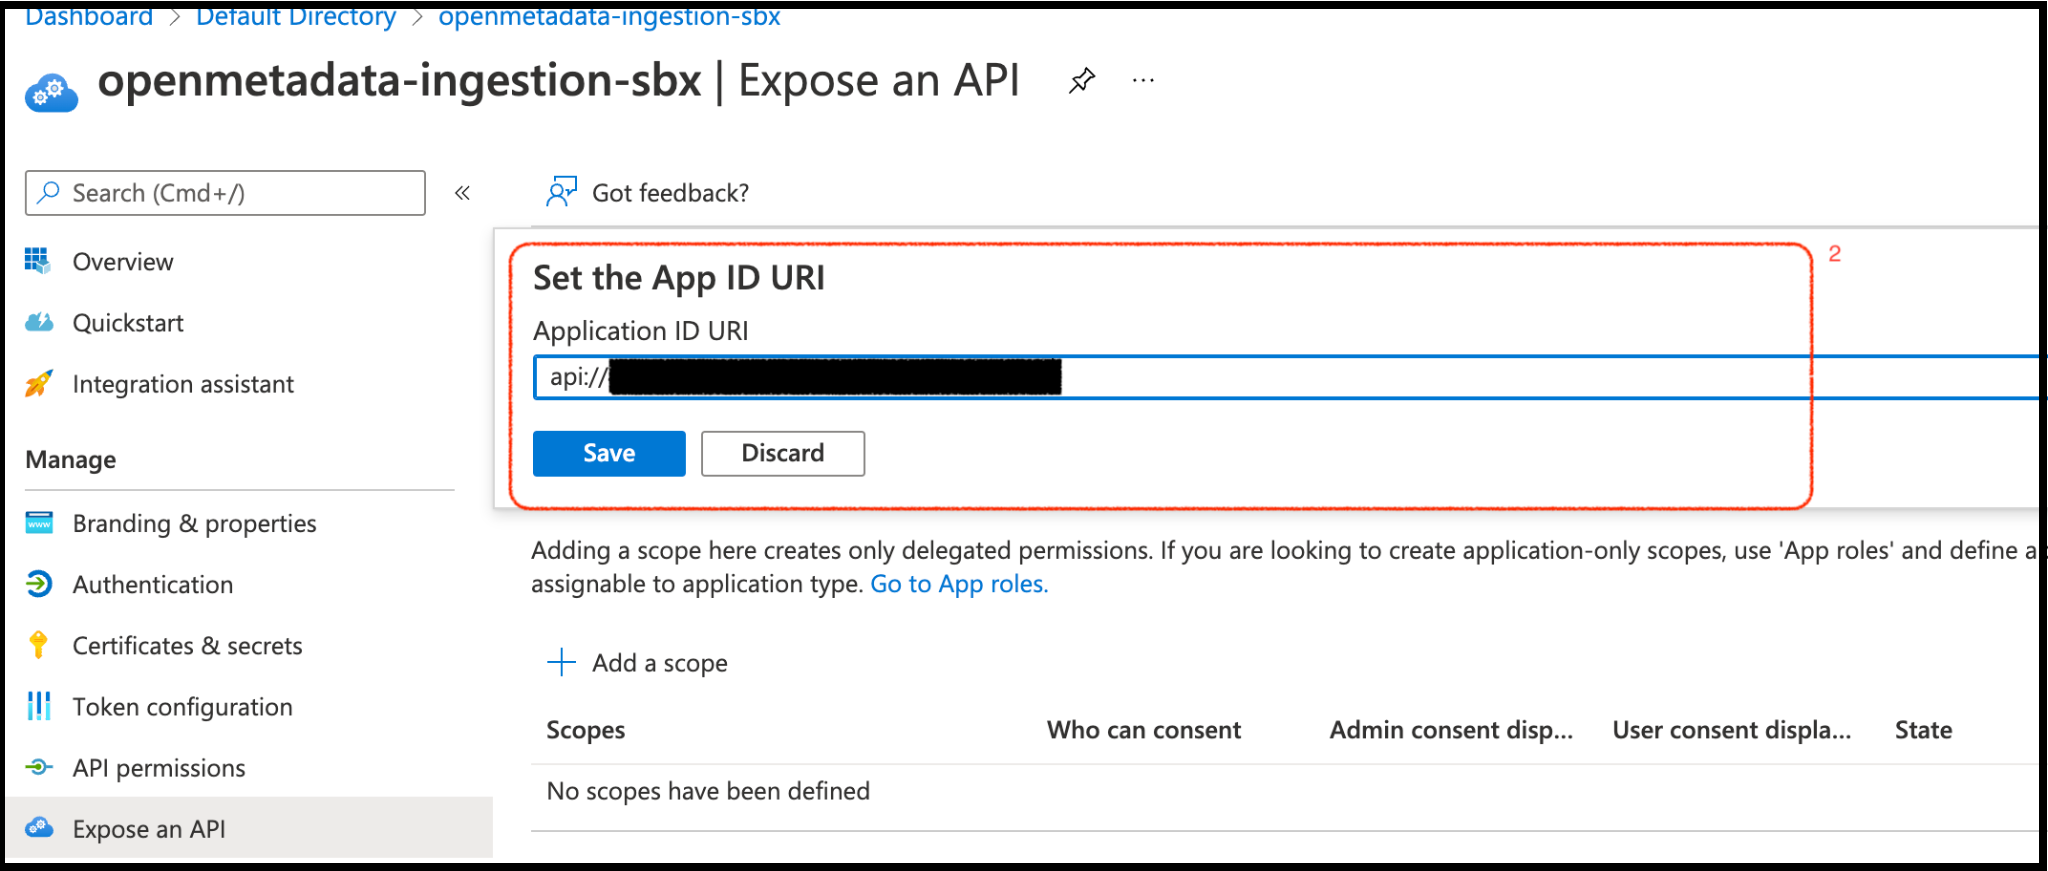 Dashboard > Default Directory > openmetadata-ingestion-sbx
openmetadata-ingestion-sbx | Expose an API
Search (Cmd+/)
«
Got feedback?
Overview
Quickstart
Integration assistant
Manage
Branding & properties
Authentication
Certificates & secrets
Token configuration
API permissions
Expose an API
2
Set the App ID URI
Application ID URI
api://
Save
Discard
Adding a scope here creates only delegated permissions. If you are looking to create application-only scopes, use 'App roles' and define a
assignable to application type. Go to App roles.
Add a scope
Scopes
Who can consent
Admin consent disp...
User consent displa...
State
No scopes have been defined